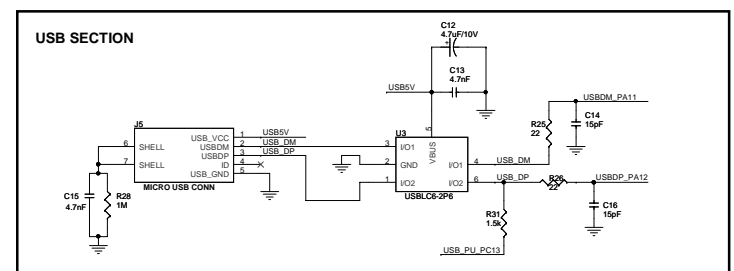 USB SECTION
C12
4.7uF/10V
+
C13
4.7nF
USB5V
USBDM_PA11
C14
15pF
R25
22
J5
USB_VCC 1 USB5V
6 SHELL USBDM 2 USB_DM
7 SHELL USBDP 3 USB_DP
ID 4
USB_GND 5
MICRO USB CONN
C15
4.7nF
R28
1M
U3
5
VBUS
3 I/O1
2 GND I/O1 4 USB_DM
1 I/O2 I/O2 6 USB_DP
USBLC6-2P6
R26
22
USBDP_PA12
C16
15pF
R31
1.5k
USB_PU_PC13